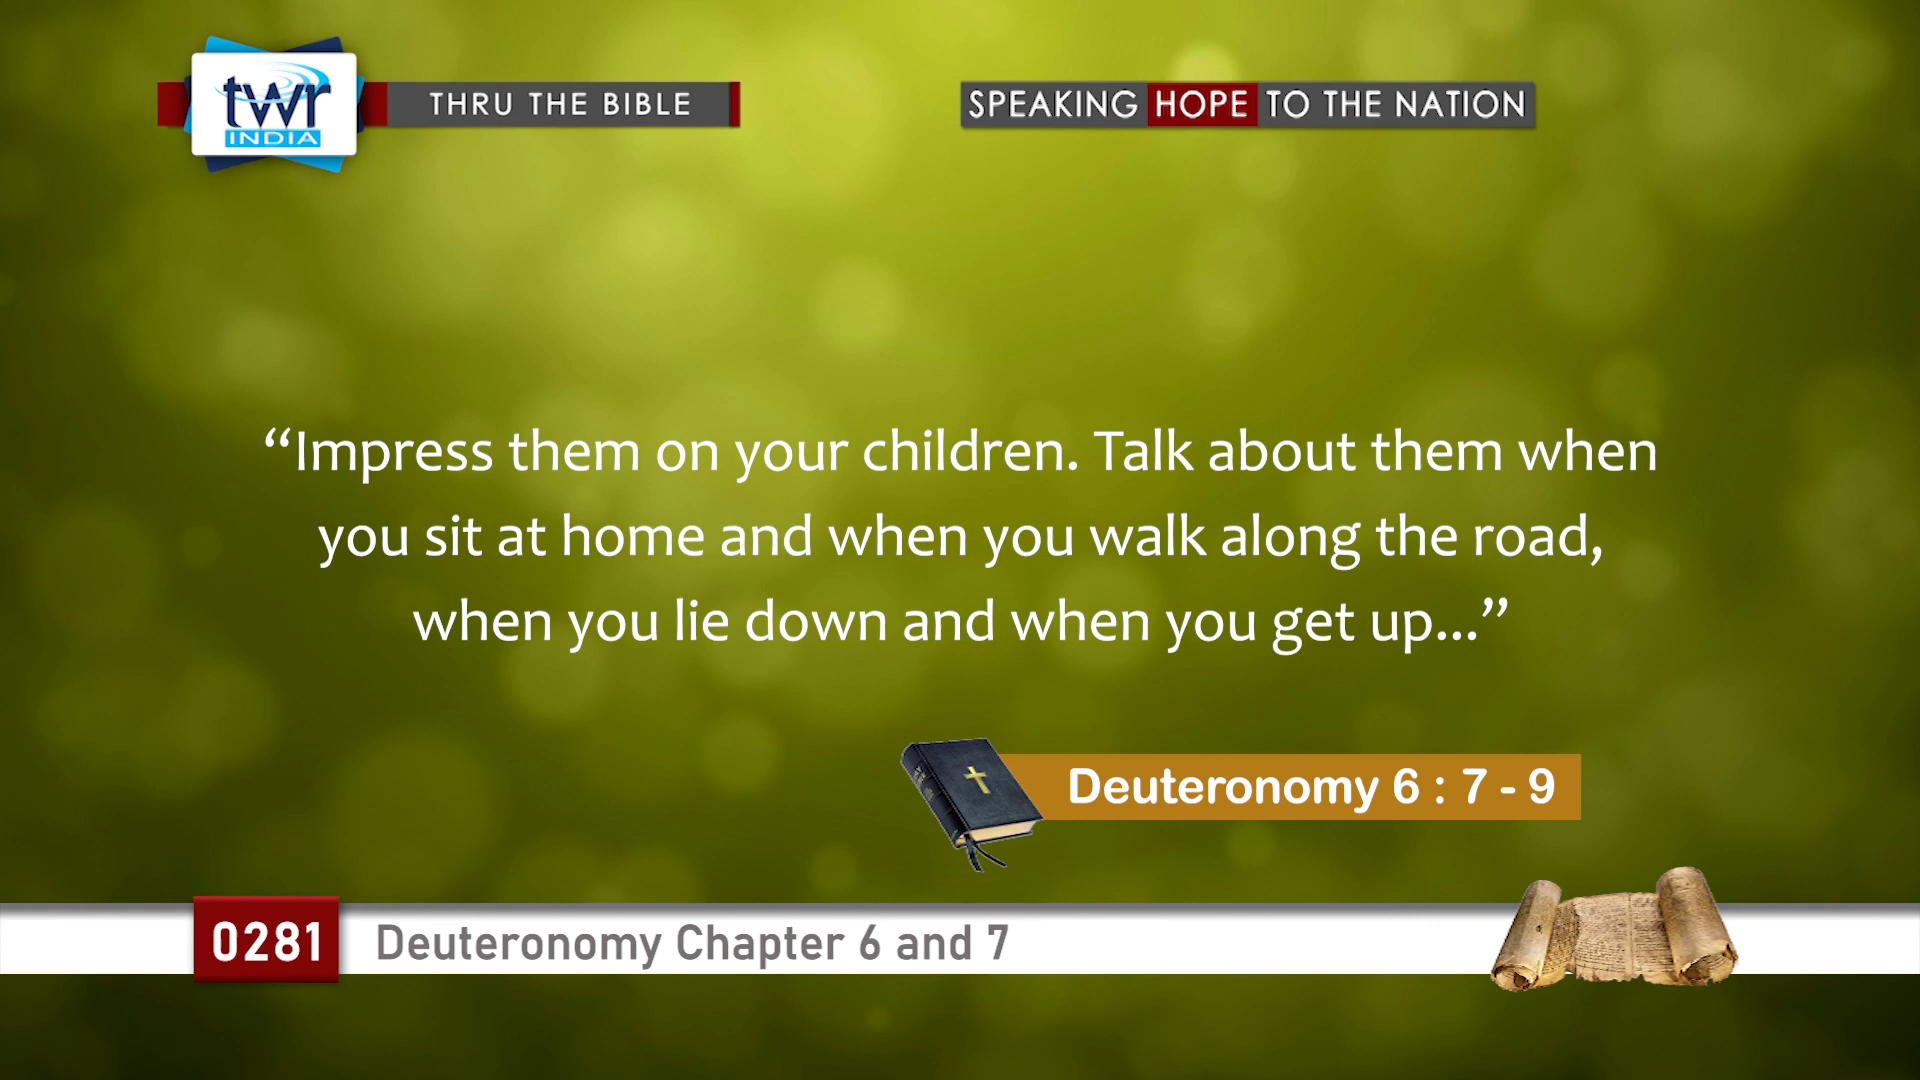 twr
INDIA
THRU THE BIBLE
SPEAKING HOPE TO THE NATION
“Impress them on your children. Talk about them when
you sit at home and when you walk along the road,
when you lie down and when you get up...”
Deuteronomy 6 : 7 - 9
0281
Deuteronomy Chapter 6 and 7